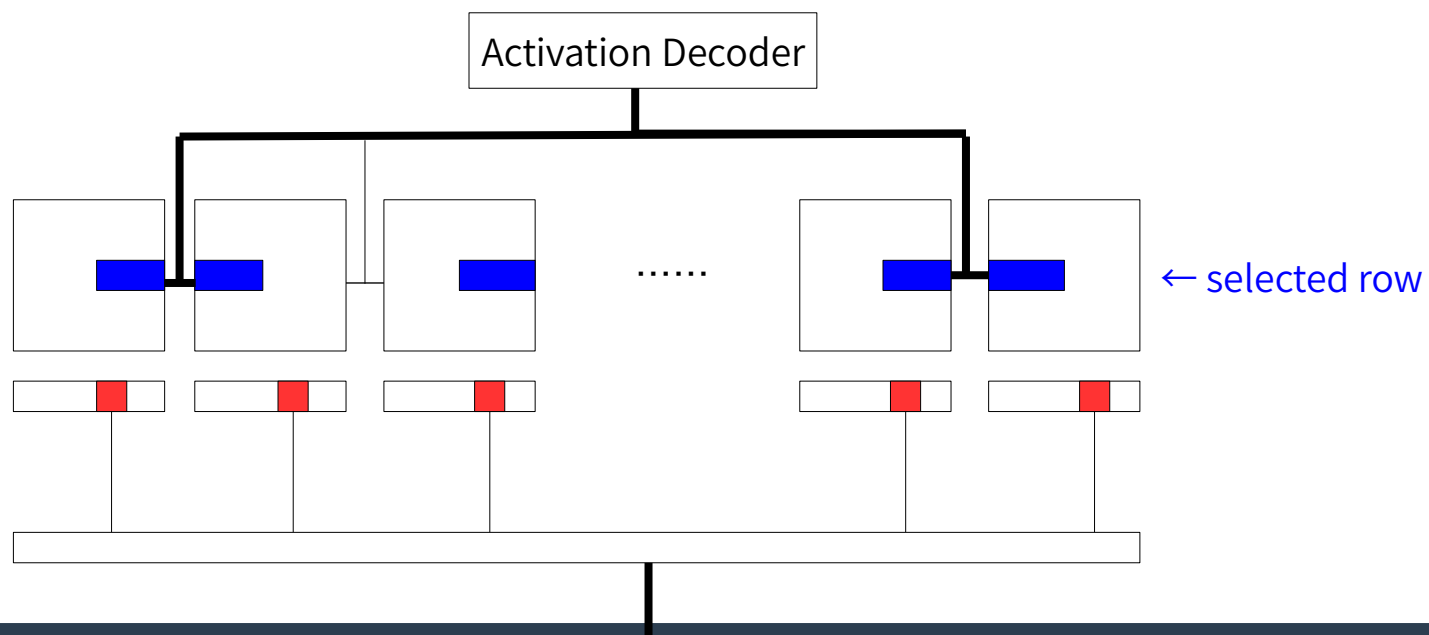 Activation Decoder
......
← selected row